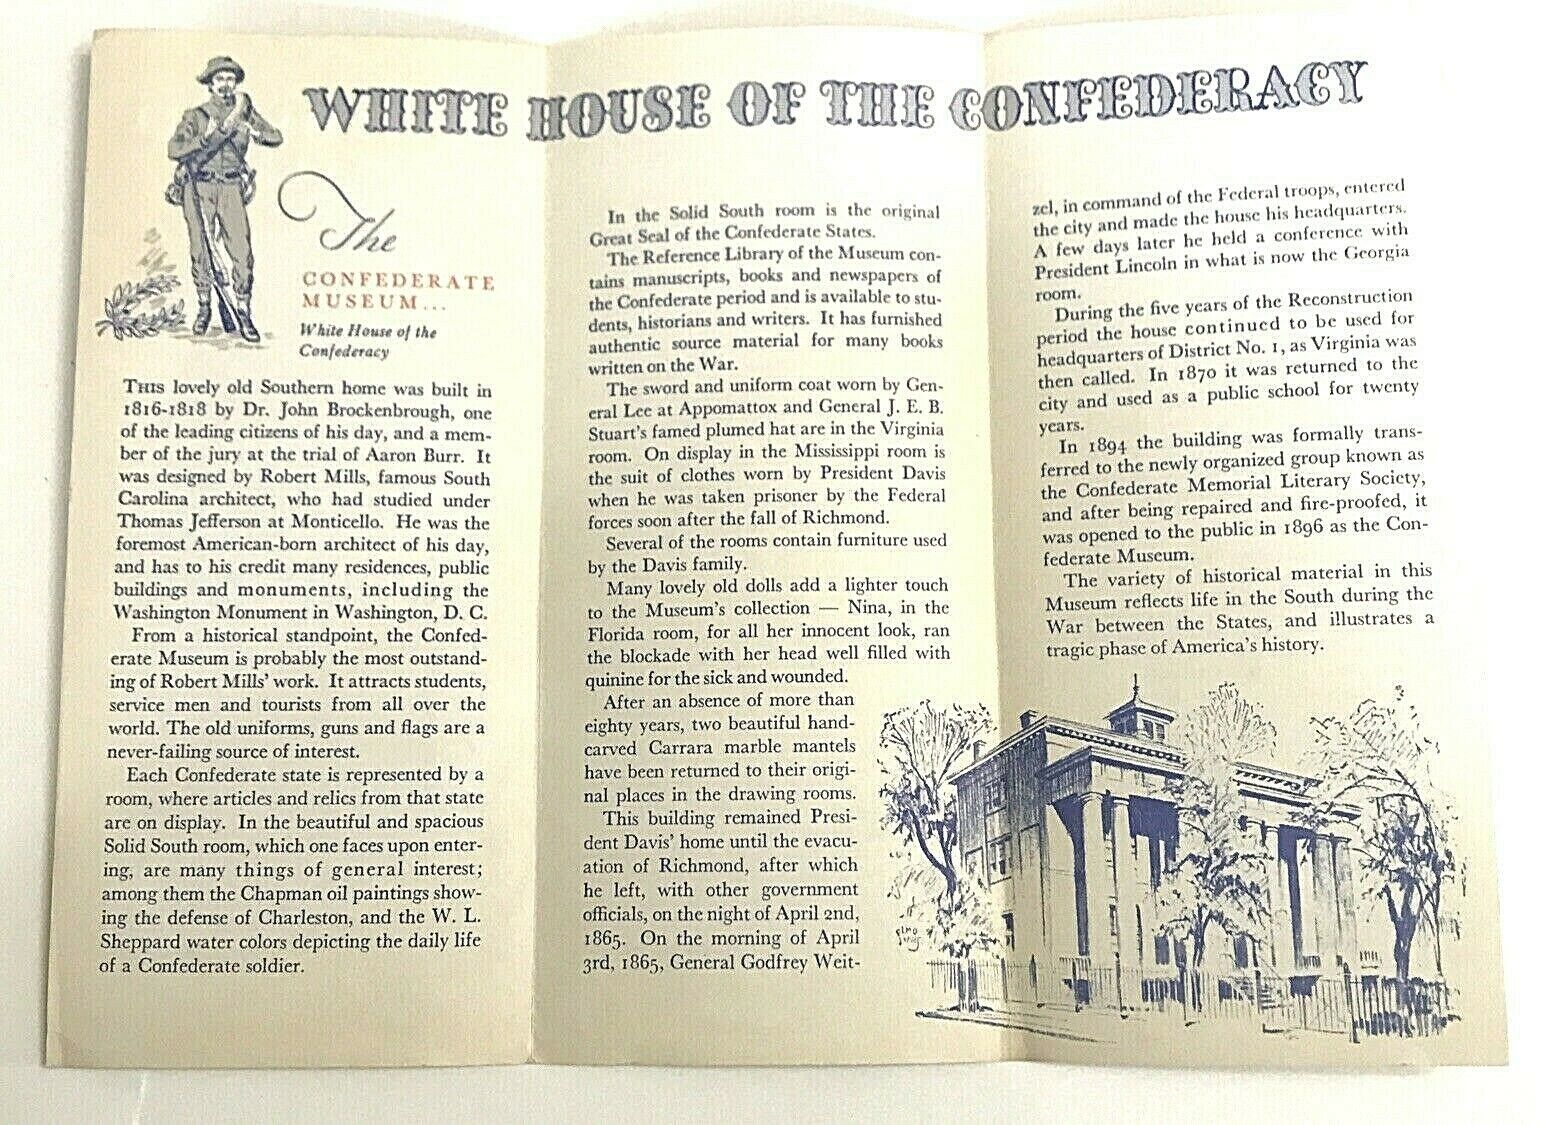 WHITE HOUSE OF THE CONFEDERACY
The
CONFEDERATE
MUSEUM...
White House of the
Confederacy
THIS lovely old Southern home was built in
1816-1818 by Dr. John Brockenbrough, one
of the leading citizens of his day, and a mem-
ber of the jury at the trial of Aaron Burr. It
was designed by Robert Mills, famous South
Carolina architect, who had studied under
Thomas Jefferson at Monticello. He was the
foremost American-born architect of his day,
and has to his credit many residences, public
buildings and monuments, including the
Washington Monument in Washington, D. C.
From a historical standpoint, the Confed-
erate Museum is probably the most outstand-
ing of Robert Mills' work. It attracts students,
service men and tourists from all over the
world. The old uniforms, guns and flags are a
never-failing source of interest.
Each Confederate state is represented by a
room, where articles and relics from that state
are on display. In the beautiful and spacious
Solid South room, which one faces upon enter-
ing, are many things of general interest;
among them the Chapman oil paintings show-
ing the defense of Charleston, and the W. L.
Sheppard water colors depicting the daily life
of a Confederate soldier.
In the Solid South room is the original
Great Seal of the Confederate States.
The Reference Library of the Museum con-
tains manuscripts, books and newspapers of
the Confederate period and is available to stu-
dents, historians and writers. It has furnished
authentic source material for many books
written on the War.
The sword and uniform coat worn by Gen-
eral Lee at Appomattox and General J. E. B.
Stuart's famed plumed hat are in the Virginia
room. On display in the Mississippi room is
the suit of clothes worn by President Davis
when he was taken prisoner by the Federal
forces soon after the fall of Richmond.
Several of the rooms contain furniture used
by the Davis family.
Many lovely old dolls add a lighter touch
to the Museum's collection — Nina, in the
Florida room, for all her innocent look, ran
the blockade with her head well filled with
quinine for the sick and wounded.
After an absence of more than
eighty years, two beautiful hand-
carved Carrara marble mantels
have been returned to their origi-
nal places in the drawing rooms.
This building remained Presi-
dent Davis' home until the evacu-
ation of Richmond, after which
he left, with other government
officials, on the night of April 2nd,
1865. On the morning of April
3rd, 1865, General Godfrey Weit-
zel, in command of the Federal troops, entered
the city and made the house his headquarters.
A few days later he held a conference with
President Lincoln in what is now the Georgia
room.
During the five years of the Reconstruction
period the house continued to be used for
headquarters of District No. 1, as Virginia was
then called. In 1870 it was returned to the
city and used as a public school for twenty
years.
In 1894 the building was formally trans-
ferred to the newly organized group known as
the Confederate Memorial Literary Society,
and after being repaired and fire-proofed, it
was opened to the public in 1896 as the Con-
federate Museum.
The variety of historical material in this
Museum reflects life in the South during the
War between the States, and illustrates a
tragic phase of America's history.
ELMO